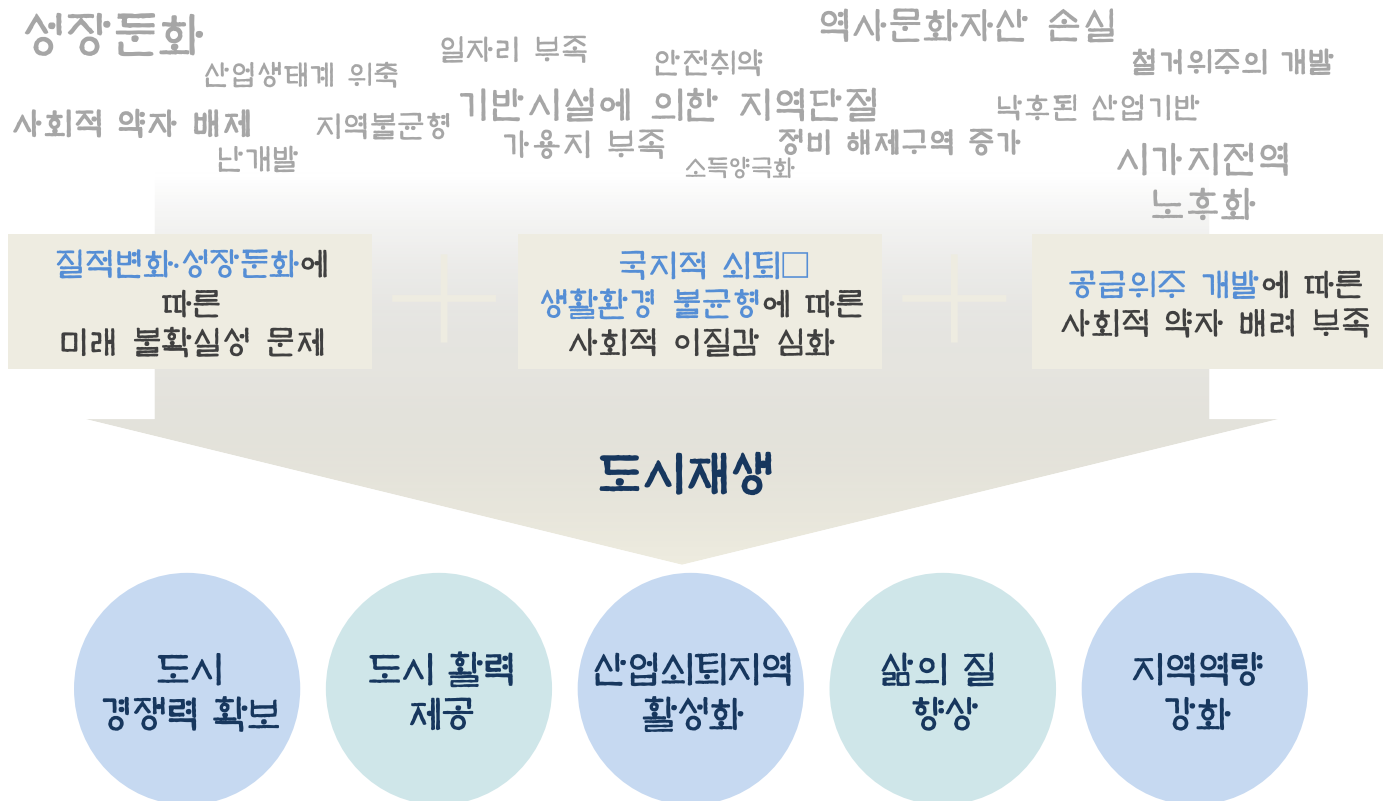 성장둔화
역사문화자산 손실
일자리 부족
안전취약
철거위주의 개발
산업생태계 위축
기반시설에 의한 지역단절
낙후된 산업기반
사회적 약자 배제
지역불균형
가용지 부족
정비 해제구역 증가
난개발
소득양극화
시가지전역
노후화
질적변화·성장둔화에
따른
미래 불확실성 문제
국지적 쇠퇴□
생활환경 불균형에 따른
사회적 이질감 심화
공급위주 개발에 따른
사회적 약자 배려 부족
도시재생
도시
경쟁력 확보
도시 활력
제공
산업쇠퇴지역
활성화
삶의 질
향상
지역역량
강화